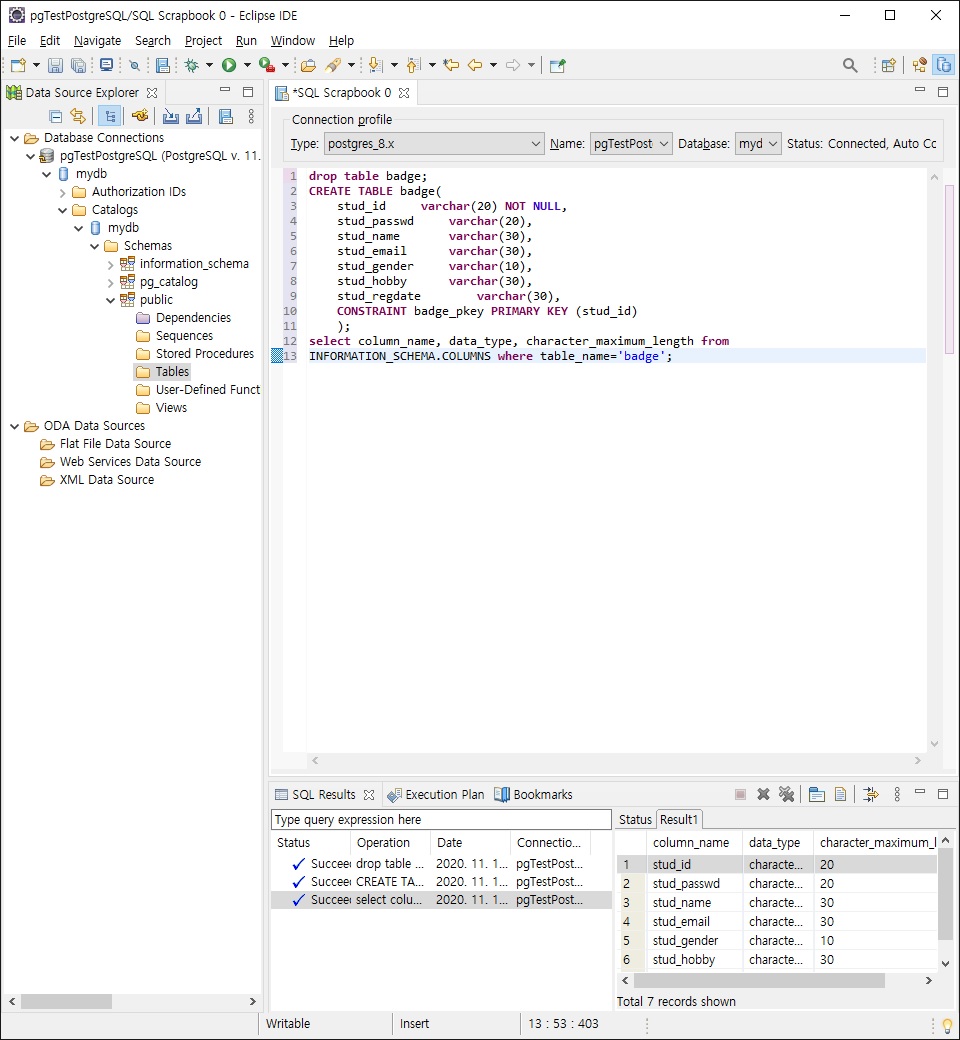 pgTestPostgreSQL/SQL Scrapbook 0 - Eclipse IDE
File Edit Navigate Search Project Run Window Help
Data Source Explorer
Database Connections
pgTestPostgreSQL (PostgreSQL v. 11.
mydb
Authorization IDs
Catalogs
mydb
Schemas
information_schema
pg_catalog
public
Dependencies
Sequences
Stored Procedures
Tables
User-Defined Funct
Views
ODA Data Sources
Flat File Data Source
Web Services Data Source
XML Data Source
*SQL Scrapbook 0
Connection profile
Type: postgres_8.x Name: pgTestPost Database: myd Status: Connected, Auto Cc
1 drop table badge;
2 CREATE TABLE badge(
3 stud_id varchar(20) NOT NULL,
4 stud_passwd varchar(20),
5 stud_name varchar(30),
6 stud_email varchar(30),
7 stud_gender varchar(10),
8 stud_hobby varchar(30),
9 stud_regdate varchar(30),
10 CONSTRAINT badge_pkey PRIMARY KEY (stud_id)
11 );
12 select column_name, data_type, character_maximum_length from
13 INFORMATION_SCHEMA.COLUMNS where table_name='badge';
SQL Results Execution Plan Bookmarks
Type query expression here
Status Operation Date Connectio...
Succeed drop table ... 2020. 11. 1... pgTestPost...
Succeed CREATE TA... 2020. 11. 1... pgTestPost...
Succeed select colu... 2020. 11. 1... pgTestPost...
Status Result1
column_name data_type character_maximum_l
1 stud_id characte... 20
2 stud_passwd characte... 20
3 stud_name characte... 30
4 stud_email characte... 30
5 stud_gender characte... 10
6 stud_hobby characte... 30
Total 7 records shown
Writable Insert 13 : 53 : 403